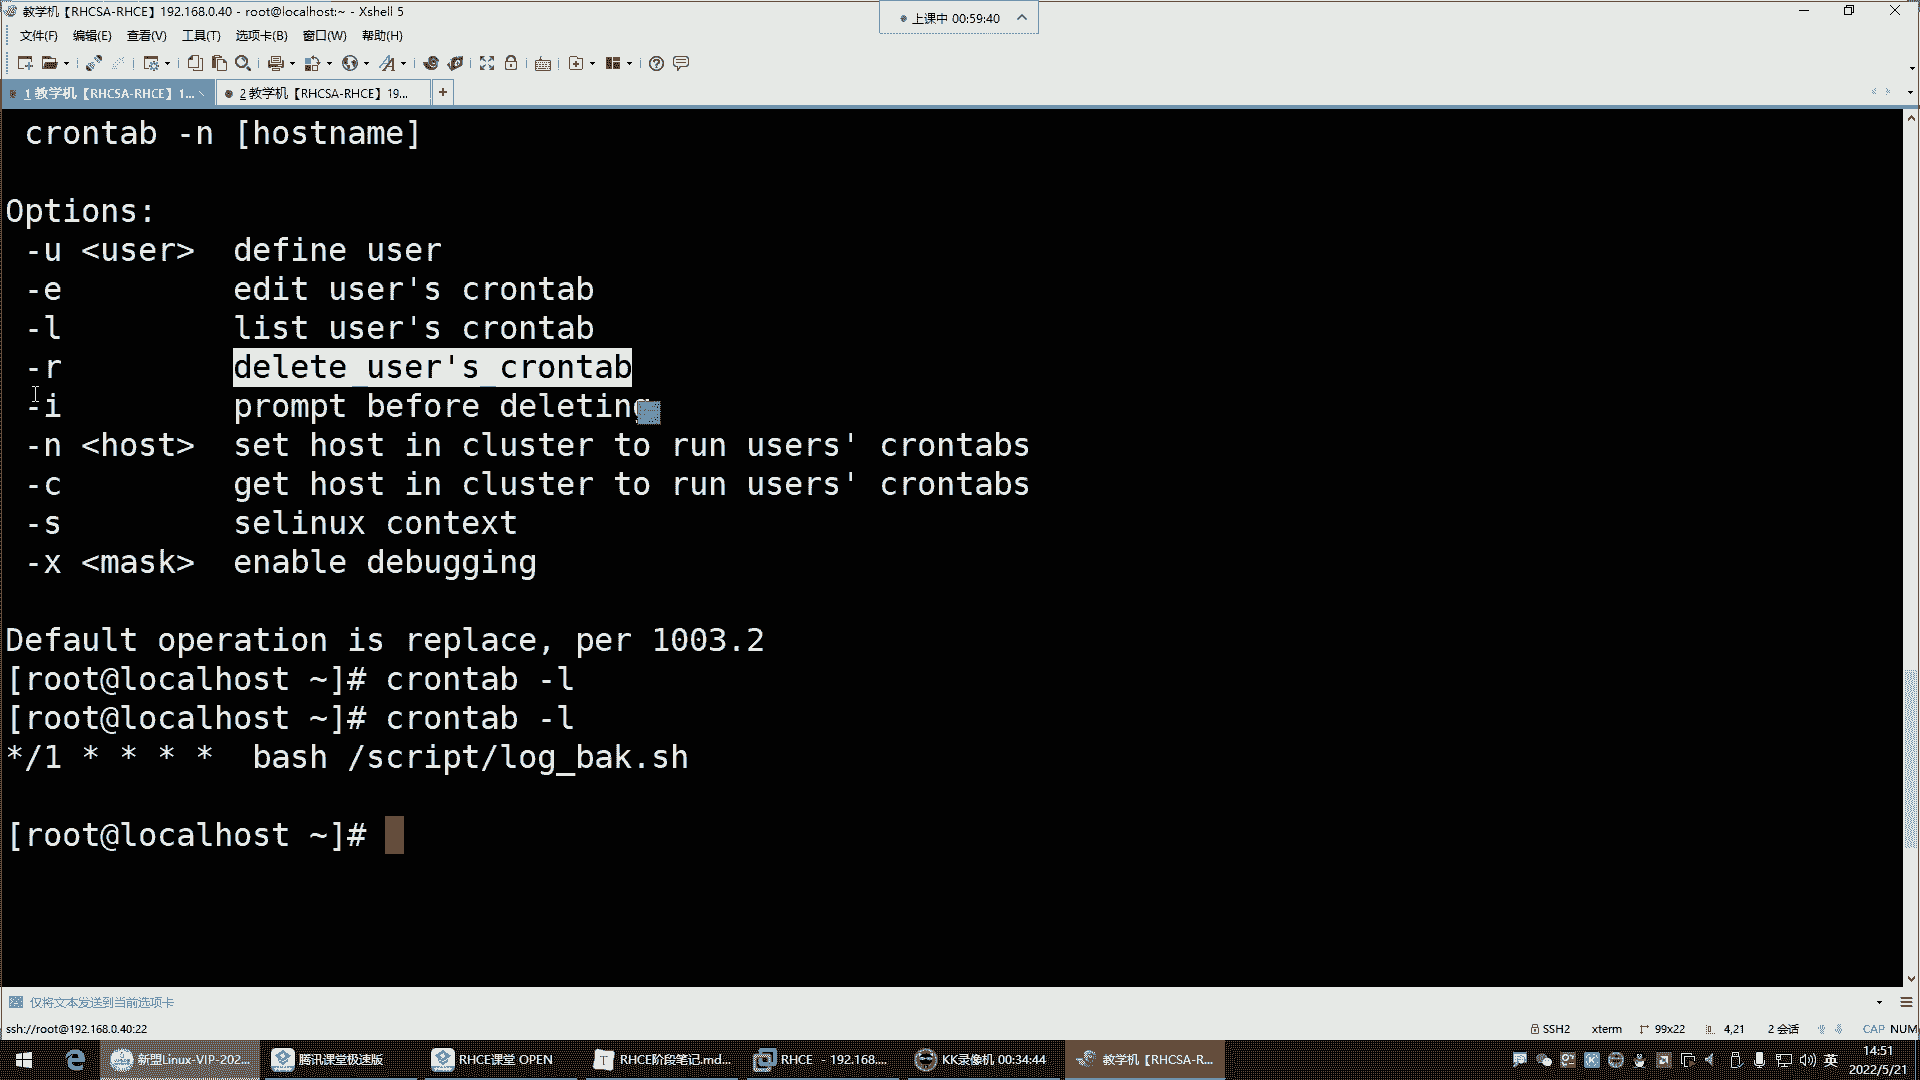 教学机【RHCSA-RHCE】192.168.0.40 - root@localhost:~ - Xshell 5
上课中 00:59:40
文件(F) 编辑(E) 查看(V) 工具(T) 选项卡(B) 窗口(W) 帮助(H)
1 教学机【RHCSA-RHCE】1... 2 教学机【RHCSA-RHCE】19... +
crontab -n [hostname]
Options:
-u <user> define user
-e edit user's crontab
-l list user's crontab
-r delete user's crontab
-i prompt before deleting
-n <host> set host in cluster to run users' crontabs
-c get host in cluster to run users' crontabs
-s selinux context
-x <mask> enable debugging
Default operation is replace, per 1003.2
[root@localhost ~]# crontab -l
[root@localhost ~]# crontab -l
*/1 * * * * bash /script/log_bak.sh
[root@localhost ~]#
仅将文本发送到当前选项卡
ssh://root@192.168.0.40:22 SSH2 xterm 99x22 4,21 2 会话 CAP NUM
新盟Linux-VIP-202... 腾讯课堂极速版 RHCE课堂 OPEN RHCE阶段笔记.md... RHCE - 192.168.... KK录像机 00:34:44 教学机【RHCSA-R... 英 14:51
2022/5/21